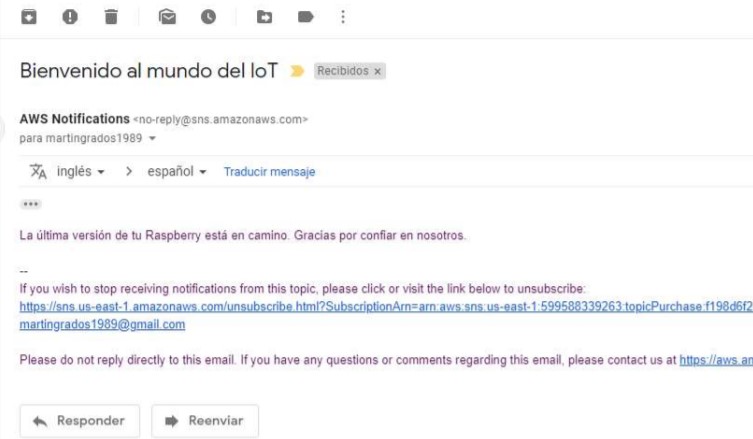 Bienvenido al mundo del IoT Recibidos x
AWS Notifications <no-reply@sns.amazonaws.com>
para martingrados1989
inglés > español Traducir mensaje
La última versión de tu Raspberry está en camino. Gracias por confiar en nosotros.
--
If you wish to stop receiving notifications from this topic, please click or visit the link below to unsubscribe:
https://sns.us-east-1.amazonaws.com/unsubscribe.html?SubscriptionArn=arn:aws:sns:us-east-1:599588339263:topicPurchase:f198d6f2
martingrados1989@gmail.com
Please do not reply directly to this email. If you have any questions or comments regarding this email, please contact us at https://aws.am
Responder Reenviar